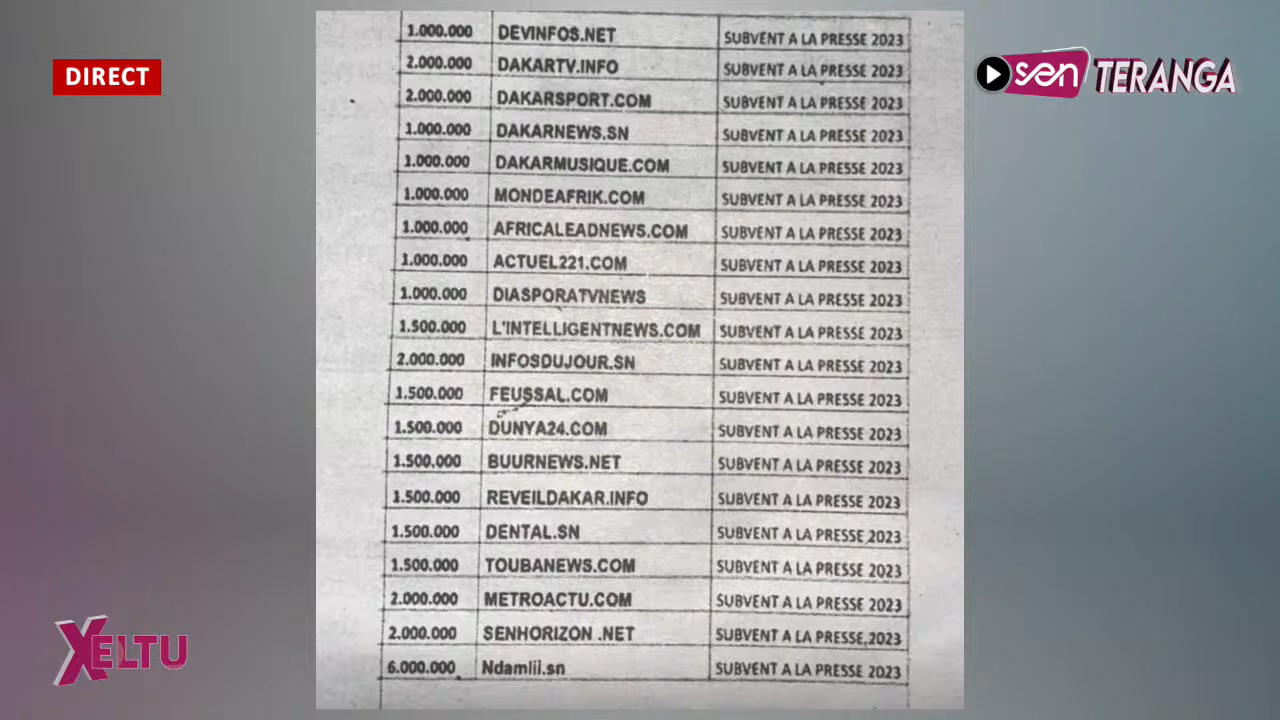 DIRECT
sen TERANGA
1.000.000 DEVINFOS.NET SUBVENT A LA PRESSE 2023
2.000.000 DAKARTV.INFO SUBVENT A LA PRESSE 2023
2.000.000 DAKARSPORT.COM SUBVENT A LA PRESSE 2023
1.000.000 DAKARNEWS.SN SUBVENT A LA PRESSE 2023
1.000.000 DAKARMUSIQUE.COM SUBVENT A LA PRESSE 2023
1.000.000 MONDEAFRIK.COM SUBVENT A LA PRESSE 2023
1.000.000 AFRICALEADNEWS.COM SUBVENT A LA PRESSE 2023
1.000.000 ACTUEL221.COM SUBVENT A LA PRESSE 2023
1.000.000 DIASPORATVNEWS SUBVENT A LA PRESSE 2023
1.500.000 L'INTELLIGENTNEWS.COM SUBVENT A LA PRESSE 2023
2.000.000 INFOSDUJOUR.SN SUBVENT A LA PRESSE 2023
1.500.000 FEUSSAL.COM SUBVENT A LA PRESSE 2023
1.500.000 DUNYA24.COM SUBVENT A LA PRESSE 2023
1.500.000 BUURNEWS.NET SUBVENT A LA PRESSE 2023
1.500.000 REVEILDAKAR.INFO SUBVENT A LA PRESSE 2023
1.500.000 DENTAL.SN SUBVENT A LA PRESSE 2023
1.500.000 TOUBANEWS.COM SUBVENT A LA PRESSE 2023
2.000.000 METROACTU.COM SUBVENT A LA PRESSE 2023
2.000.000 SENHORIZON .NET SUBVENT A LA PRESSE 2023
6.000.000 Ndamlii.sn SUBVENT A LA PRESSE 2023
XELTU